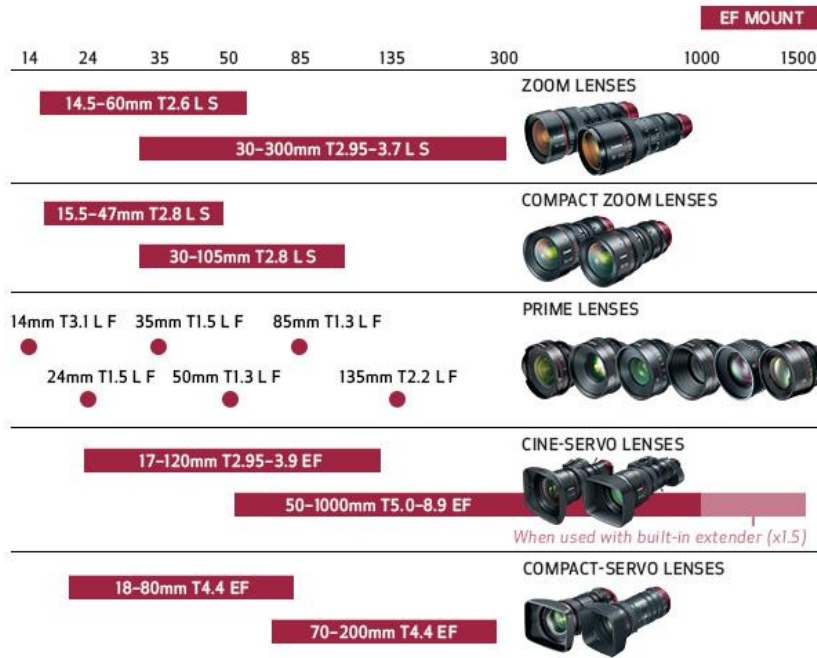 EF MOUNT
14 24 35 50 85 135 300 1000 1500
ZOOM LENSES
14.5–60mm T2.6 L S
30–300mm T2.95–3.7 L S
COMPACT ZOOM LENSES
15.5–47mm T2.8 L S
30–105mm T2.8 L S
PRIME LENSES
14mm T3.1 L F 35mm T1.5 L F 85mm T1.3 L F
24mm T1.5 L F 50mm T1.3 L F 135mm T2.2 L F
CINE-SERVO LENSES
17–120mm T2.95–3.9 EF
50–1000mm T5.0–8.9 EF
When used with built-in extender (x1.5)
COMPACT-SERVO LENSES
18–80mm T4.4 EF
70–200mm T4.4 EF